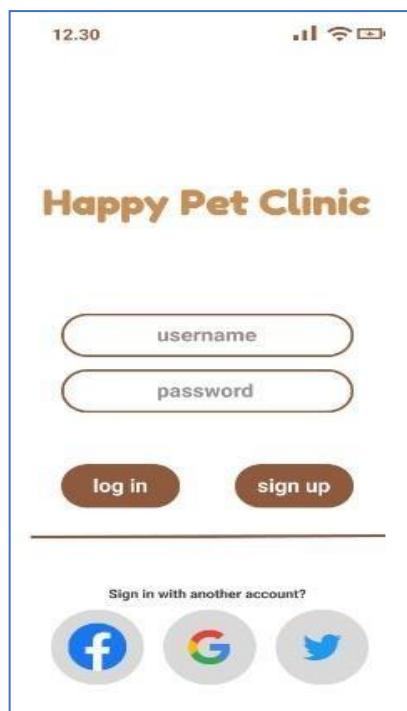 12.30
Happy Pet Clinic
username
password
log in sign up
Sign in with another account?